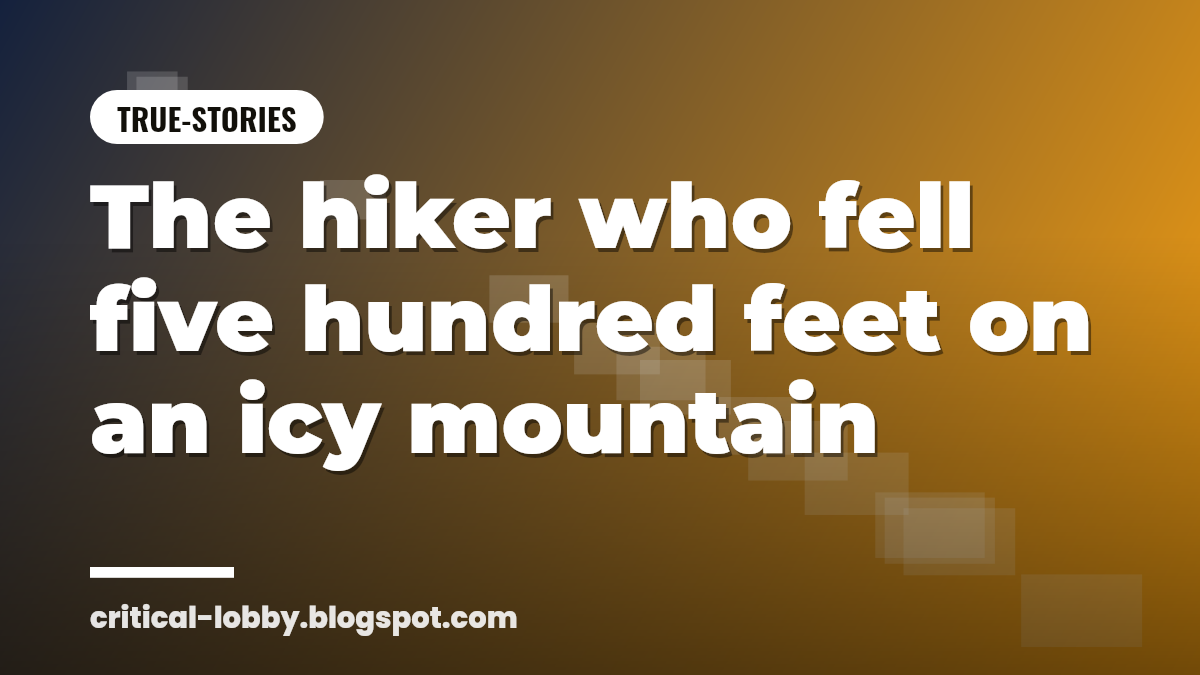 TRUE-STORIES
The hiker who fell
five hundred feet on
an icy mountain
critical-lobby.blogspot.com